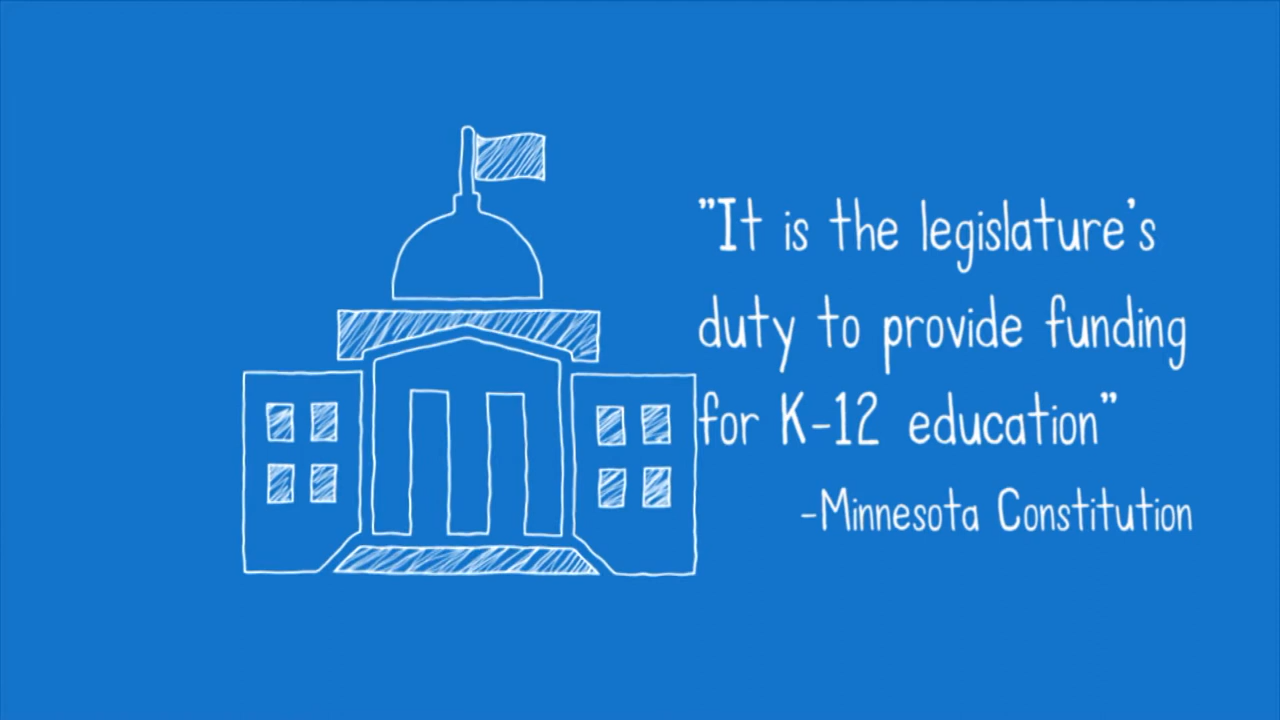 "It is the legislature's
duty to provide funding
for K-12 education"
-Minnesota Constitution